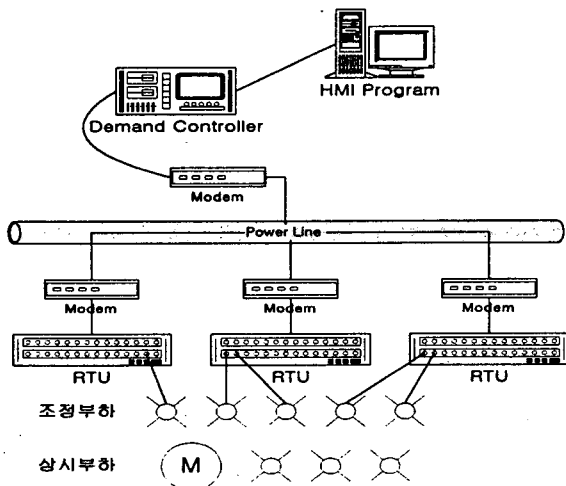 HMI Program
Demand Controller
Modem
Power Line
Modem
Modem
Modem
RTU
RTU
RTU
조정부하
상시부하
M